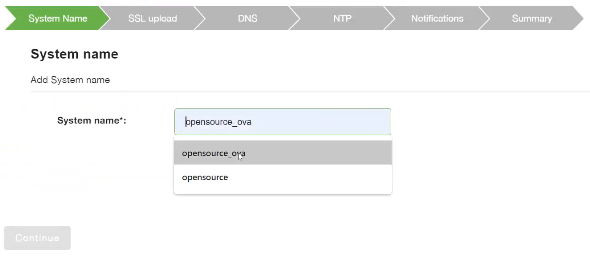 System Name SSL upload DNS NTP Notifications Summary
System name
Add System name
System name*: opensource_ova
opensource_ova
opensource
Continue